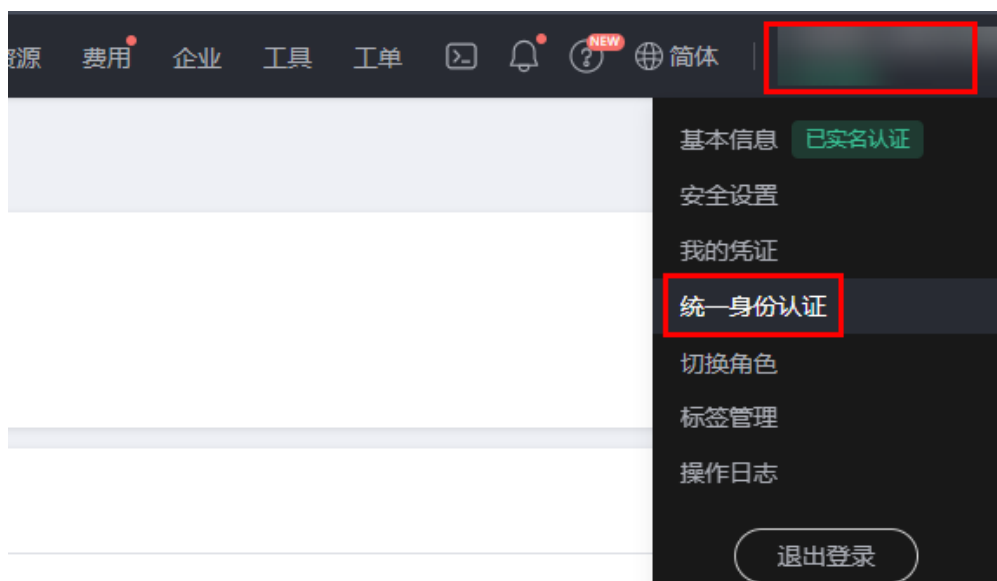 资源 费用 企业 工具 工单 NEW 简体
基本信息 已实名认证
安全设置
我的凭证
统一身份认证
切换角色
标签管理
操作日志
退出登录